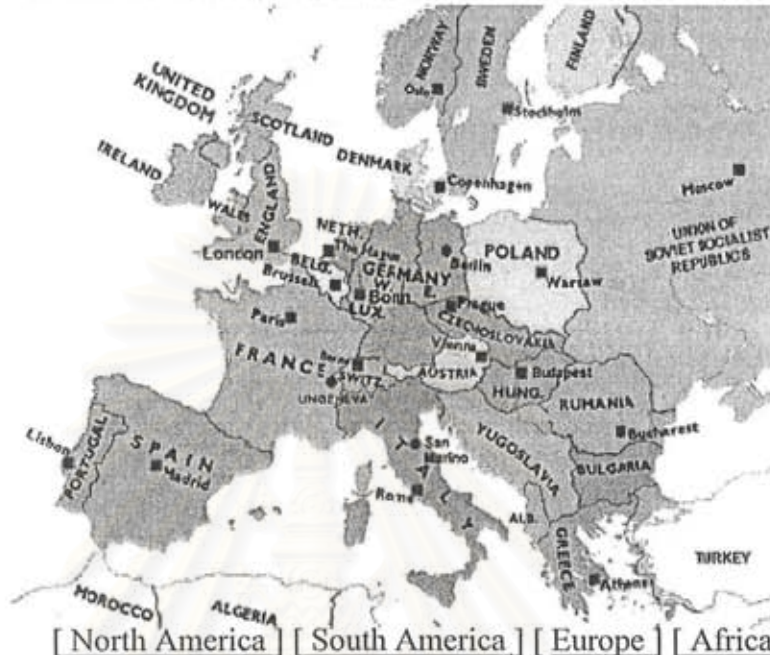 NORWAY
SWEDEN
FINLAND
UNITED
KINGDOM
Oslo
Stockholm
SCOTLAND
IRELAND
DENMARK
Copenhagen
Moscow
WALES
ENGLAND
NETH.
The Hague
UNION OF
SOVIET SOCIALIST
REPUBLICS
London
BELG.
GERMANY
Berlin
POLAND
Brussels
W.
E.
Warsaw
Bonn
LUX.
Prague
Paris
CZECHOSLOVAKIA
Vienna
FRANCE
SWITZ.
AUSTRIA
Budapest
UNGENEVA
HUNG.
RUMANIA
Bucharest
Lisbon
PORTUGAL
SPAIN
Madrid
ITALY
San
Marino
YUGOSLAVIA
BULGARIA
Rome
ALB.
GREECE
TURKEY
Athens
MOROCCO
ALGERIA
[ North America ] [ South America ] [ Europe ] [ Africa